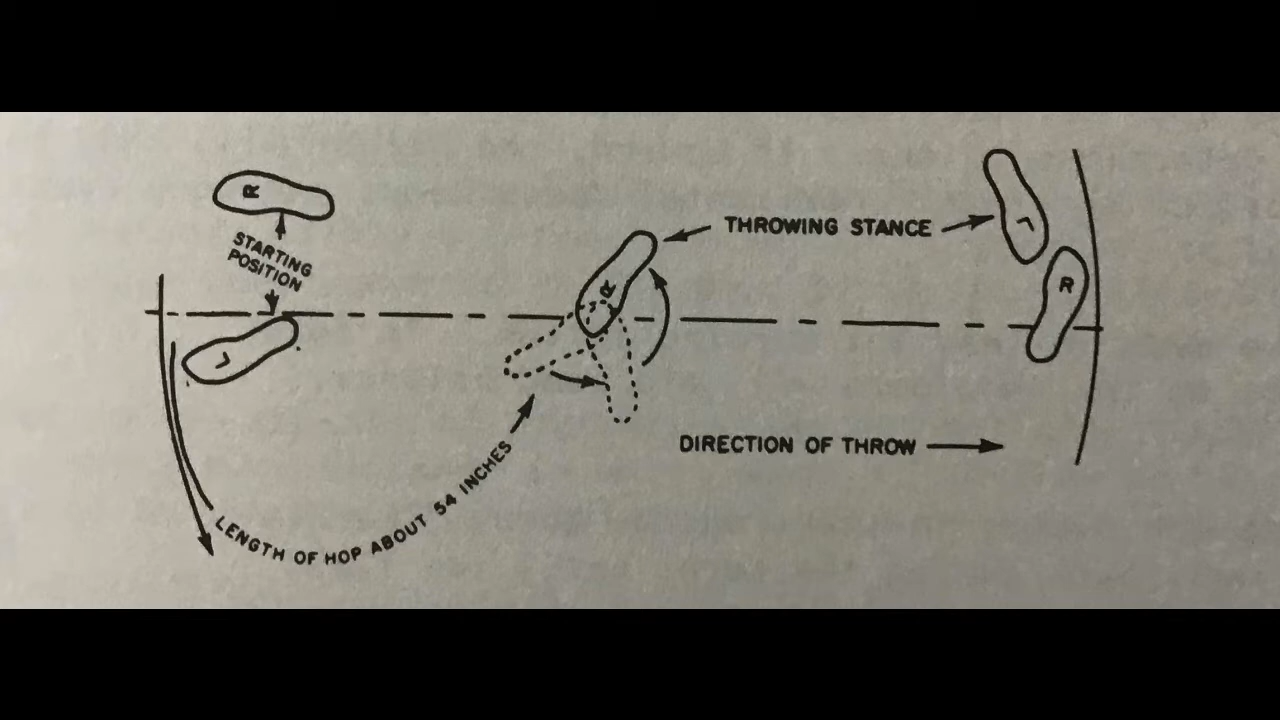 R
STARTING
POSITION
L
R
THROWING STANCE
L
R
DIRECTION OF THROW
LENGTH OF HOP ABOUT 54 INCHES